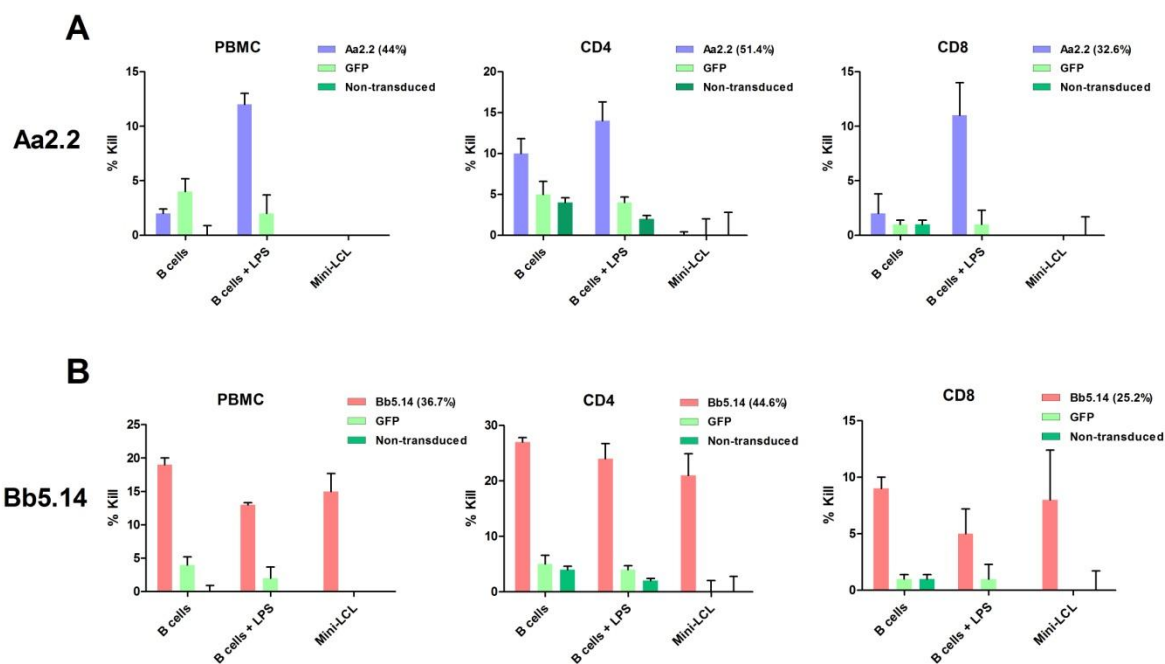 A
Aa2.2
PBMC
Aa2.2 (44%)
GFP
Non-transduced
% Kill
15
10
5
0
B cells
B cells + LPS
Mini-LCL
CD4
Aa2.2 (51.4%)
GFP
Non-transduced
% Kill
20
15
10
5
0
B cells
B cells + LPS
Mini-LCL
CD8
Aa2.2 (32.6%)
GFP
Non-transduced
% Kill
15
10
5
0
B cells
B cells + LPS
Mini-LCL
B
Bb5.14
PBMC
Bb5.14 (36.7%)
GFP
Non-transduced
% Kill
25
20
15
10
5
0
B cells
B cells + LPS
Mini-LCL
CD4
Bb5.14 (44.6%)
GFP
Non-transduced
% Kill
30
20
10
0
B cells
B cells + LPS
Mini-LCL
CD8
Bb5.14 (25.2%)
GFP
Non-transduced
% Kill
15
10
5
0
B cells
B cells + LPS
Mini-LCL